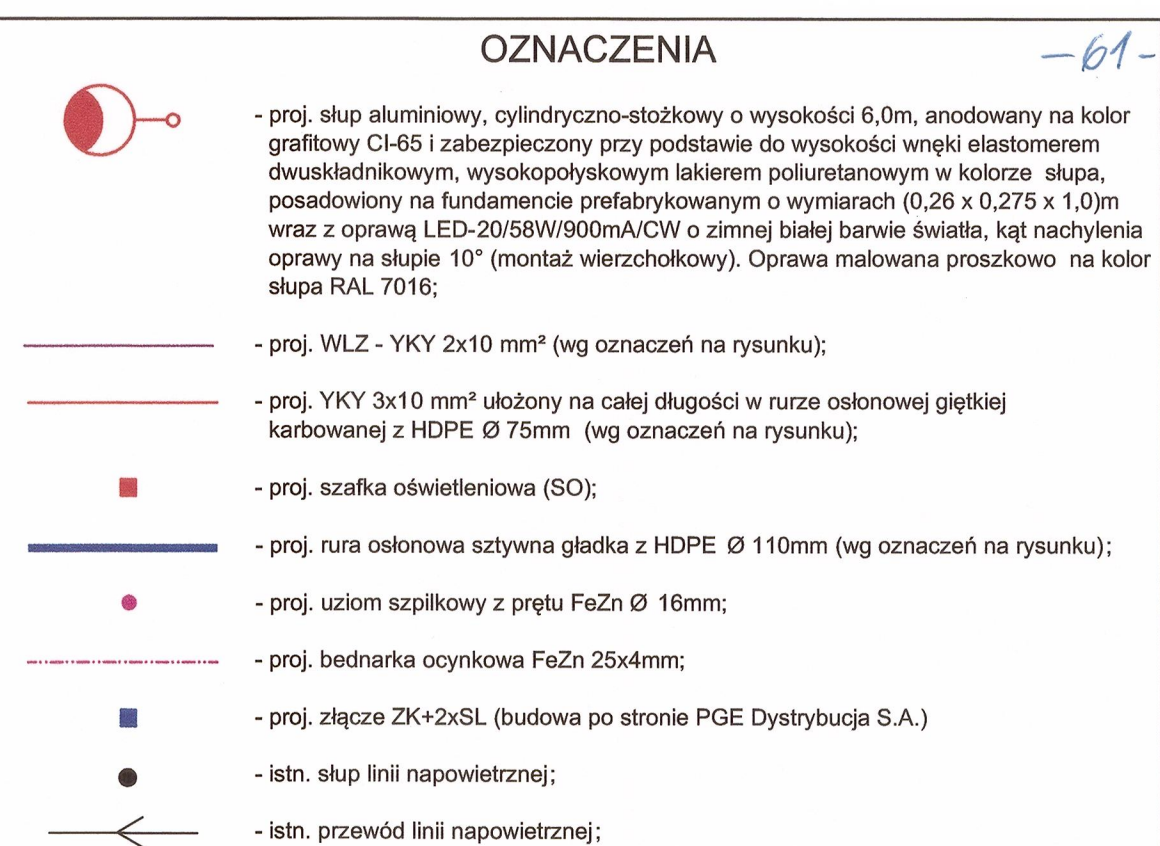 OZNACZENIA
-61-
- proj. słup aluminiowy, cylindryczno-stożkowy o wysokości 6,0m, anodowany na kolor
grafitowy CI-65 i zabezpieczony przy podstawie do wysokości wnęki elastomerem
dwuskładnikowym, wysokopołyskowym lakierem poliuretanowym w kolorze słupa,
posadowiony na fundamencie prefabrykowanym o wymiarach (0,26 x 0,275 x 1,0)m
wraz z oprawą LED-20/58W/900mA/CW o zimnej białej barwie światła, kąt nachylenia
oprawy na słupie 10° (montaż wierzchołkowy). Oprawa malowana proszkowo na kolor
słupa RAL 7016;
- proj. WLZ - YKY 2x10 mm² (wg oznaczeń na rysunku);
- proj. YKY 3x10 mm² ułożony na całej długości w rurze osłonowej giętkiej
karbowanej z HDPE Ø 75mm (wg oznaczeń na rysunku);
- proj. szafka oświetleniowa (SO);
- proj. rura osłonowa sztywna gładka z HDPE Ø 110mm (wg oznaczeń na rysunku);
- proj. uziom szpilkowy z prętu FeZn Ø 16mm;
- proj. bednarka ocynkowa FeZn 25x4mm;
- proj. złącze ZK+2xSL (budowa po stronie PGE Dystrybucja S.A.)
- istn. słup linii napowietrznej;
- istn. przewód linii napowietrznej;